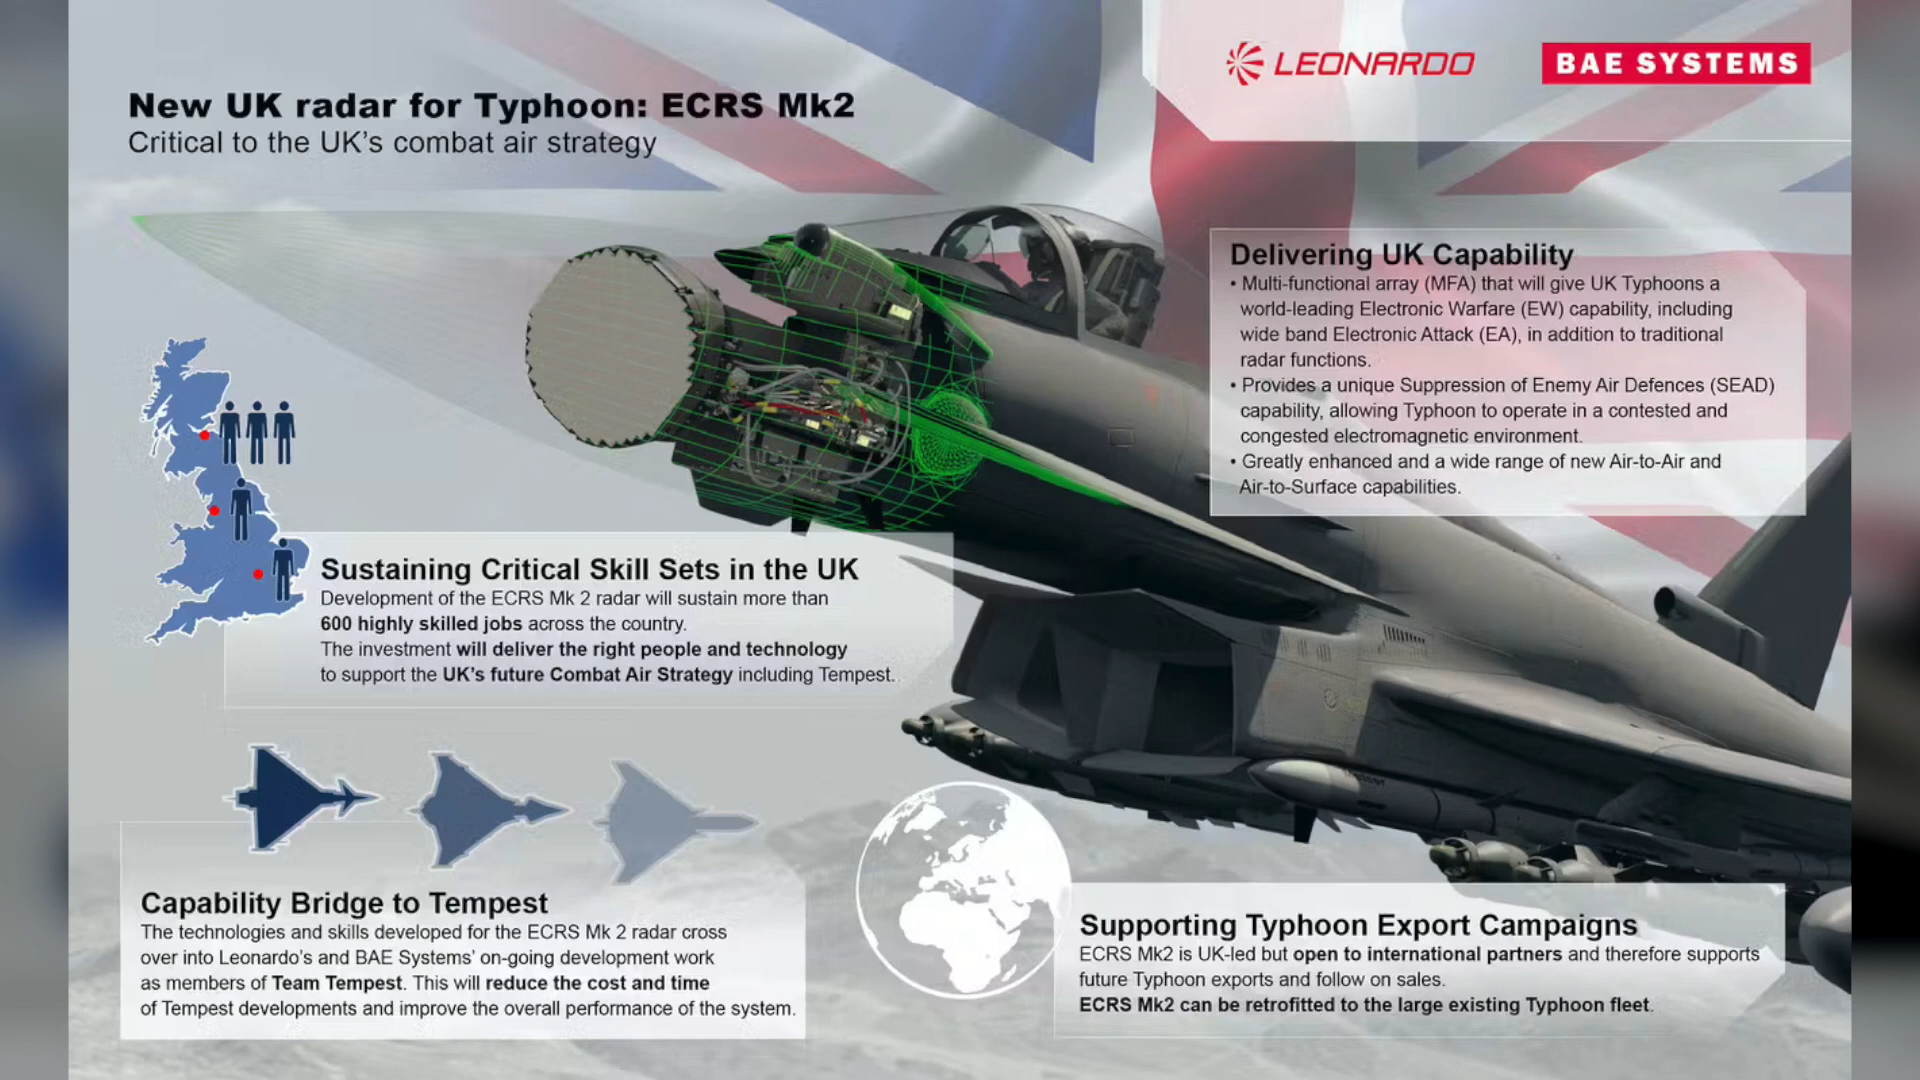 LEONARDO
BAE SYSTEMS
New UK radar for Typhoon: ECRS Mk2
Critical to the UK's combat air strategy
Delivering UK Capability
• Multi-functional array (MFA) that will give UK Typhoons a
world-leading Electronic Warfare (EW) capability, including
wide band Electronic Attack (EA), in addition to traditional
radar functions.
• Provides a unique Suppression of Enemy Air Defences (SEAD)
capability, allowing Typhoon to operate in a contested and
congested electromagnetic environment.
• Greatly enhanced and a wide range of new Air-to-Air and
Air-to-Surface capabilities.
Sustaining Critical Skill Sets in the UK
Development of the ECRS Mk 2 radar will sustain more than
600 highly skilled jobs across the country.
The investment will deliver the right people and technology
to support the UK's future Combat Air Strategy including Tempest.
Capability Bridge to Tempest
The technologies and skills developed for the ECRS Mk 2 radar cross
over into Leonardo's and BAE Systems' on-going development work
as members of Team Tempest. This will reduce the cost and time
of Tempest developments and improve the overall performance of the system.
Supporting Typhoon Export Campaigns
ECRS Mk2 is UK-led but open to international partners and therefore supports
future Typhoon exports and follow on sales.
ECRS Mk2 can be retrofitted to the large existing Typhoon fleet.